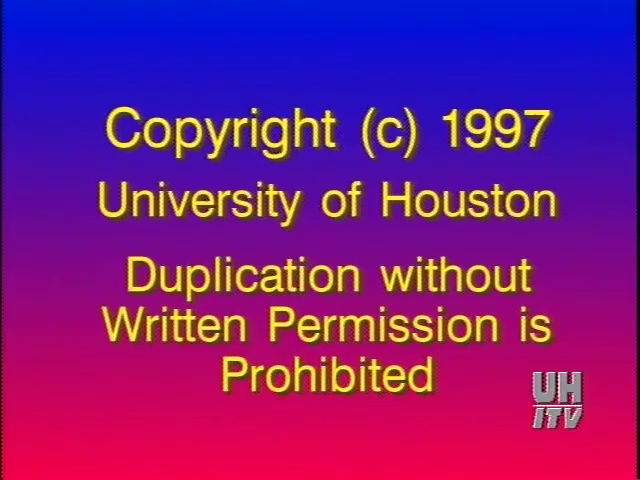 Copyright (c) 1997
University of Houston
Duplication without
Written Permission is
Prohibited
UH
ITV